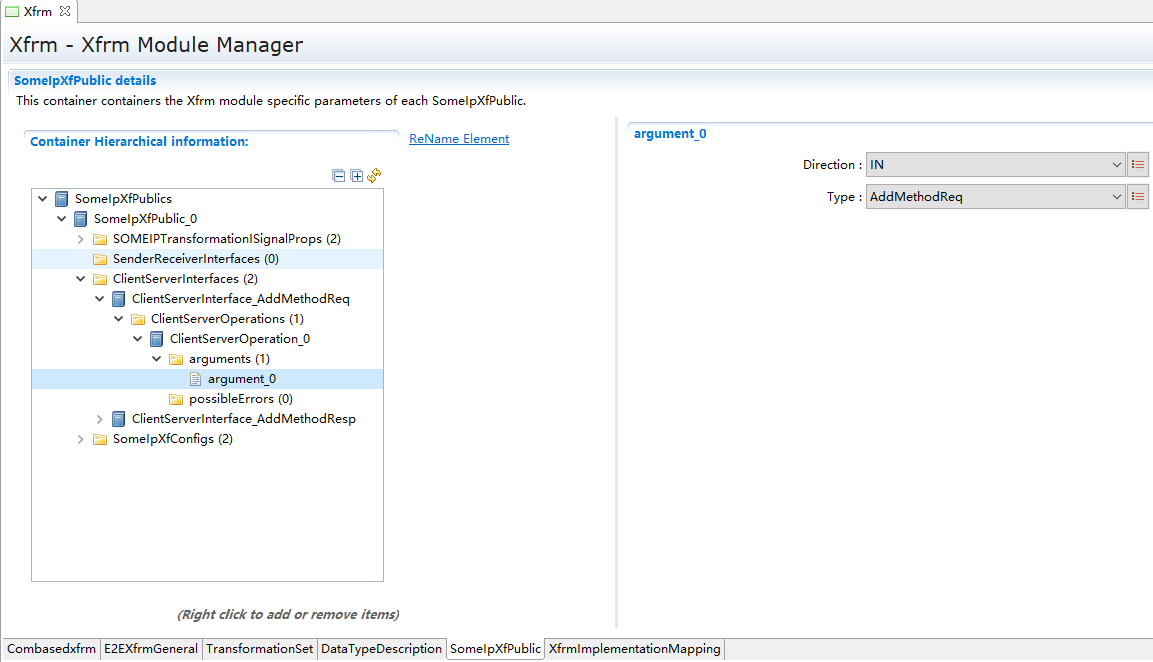 Xfrm
Xfrm - Xfrm Module Manager
SomeIpXfPublic details
This container containers the Xfrm module specific parameters of each SomeIpXfPublic.
Container Hierarchical information:
ReName Element
SomeIpXfPublics
SomeIpXfPublic_0
SOMEIPTransformationISignalProps (2)
SenderReceiverInterfaces (0)
ClientServerInterfaces (2)
ClientServerInterface_AddMethodReq
ClientServerOperations (1)
ClientServerOperation_0
arguments (1)
argument_0
possibleErrors (0)
ClientServerInterface_AddMethodResp
SomeIpXfConfigs (2)
(Right click to add or remove items)
argument_0
Direction : IN
Type : AddMethodReq
Combasedxfrm E2EXfrmGeneral TransformationSet DataTypeDescription SomeIpXfPublic XfrmImplementationMapping